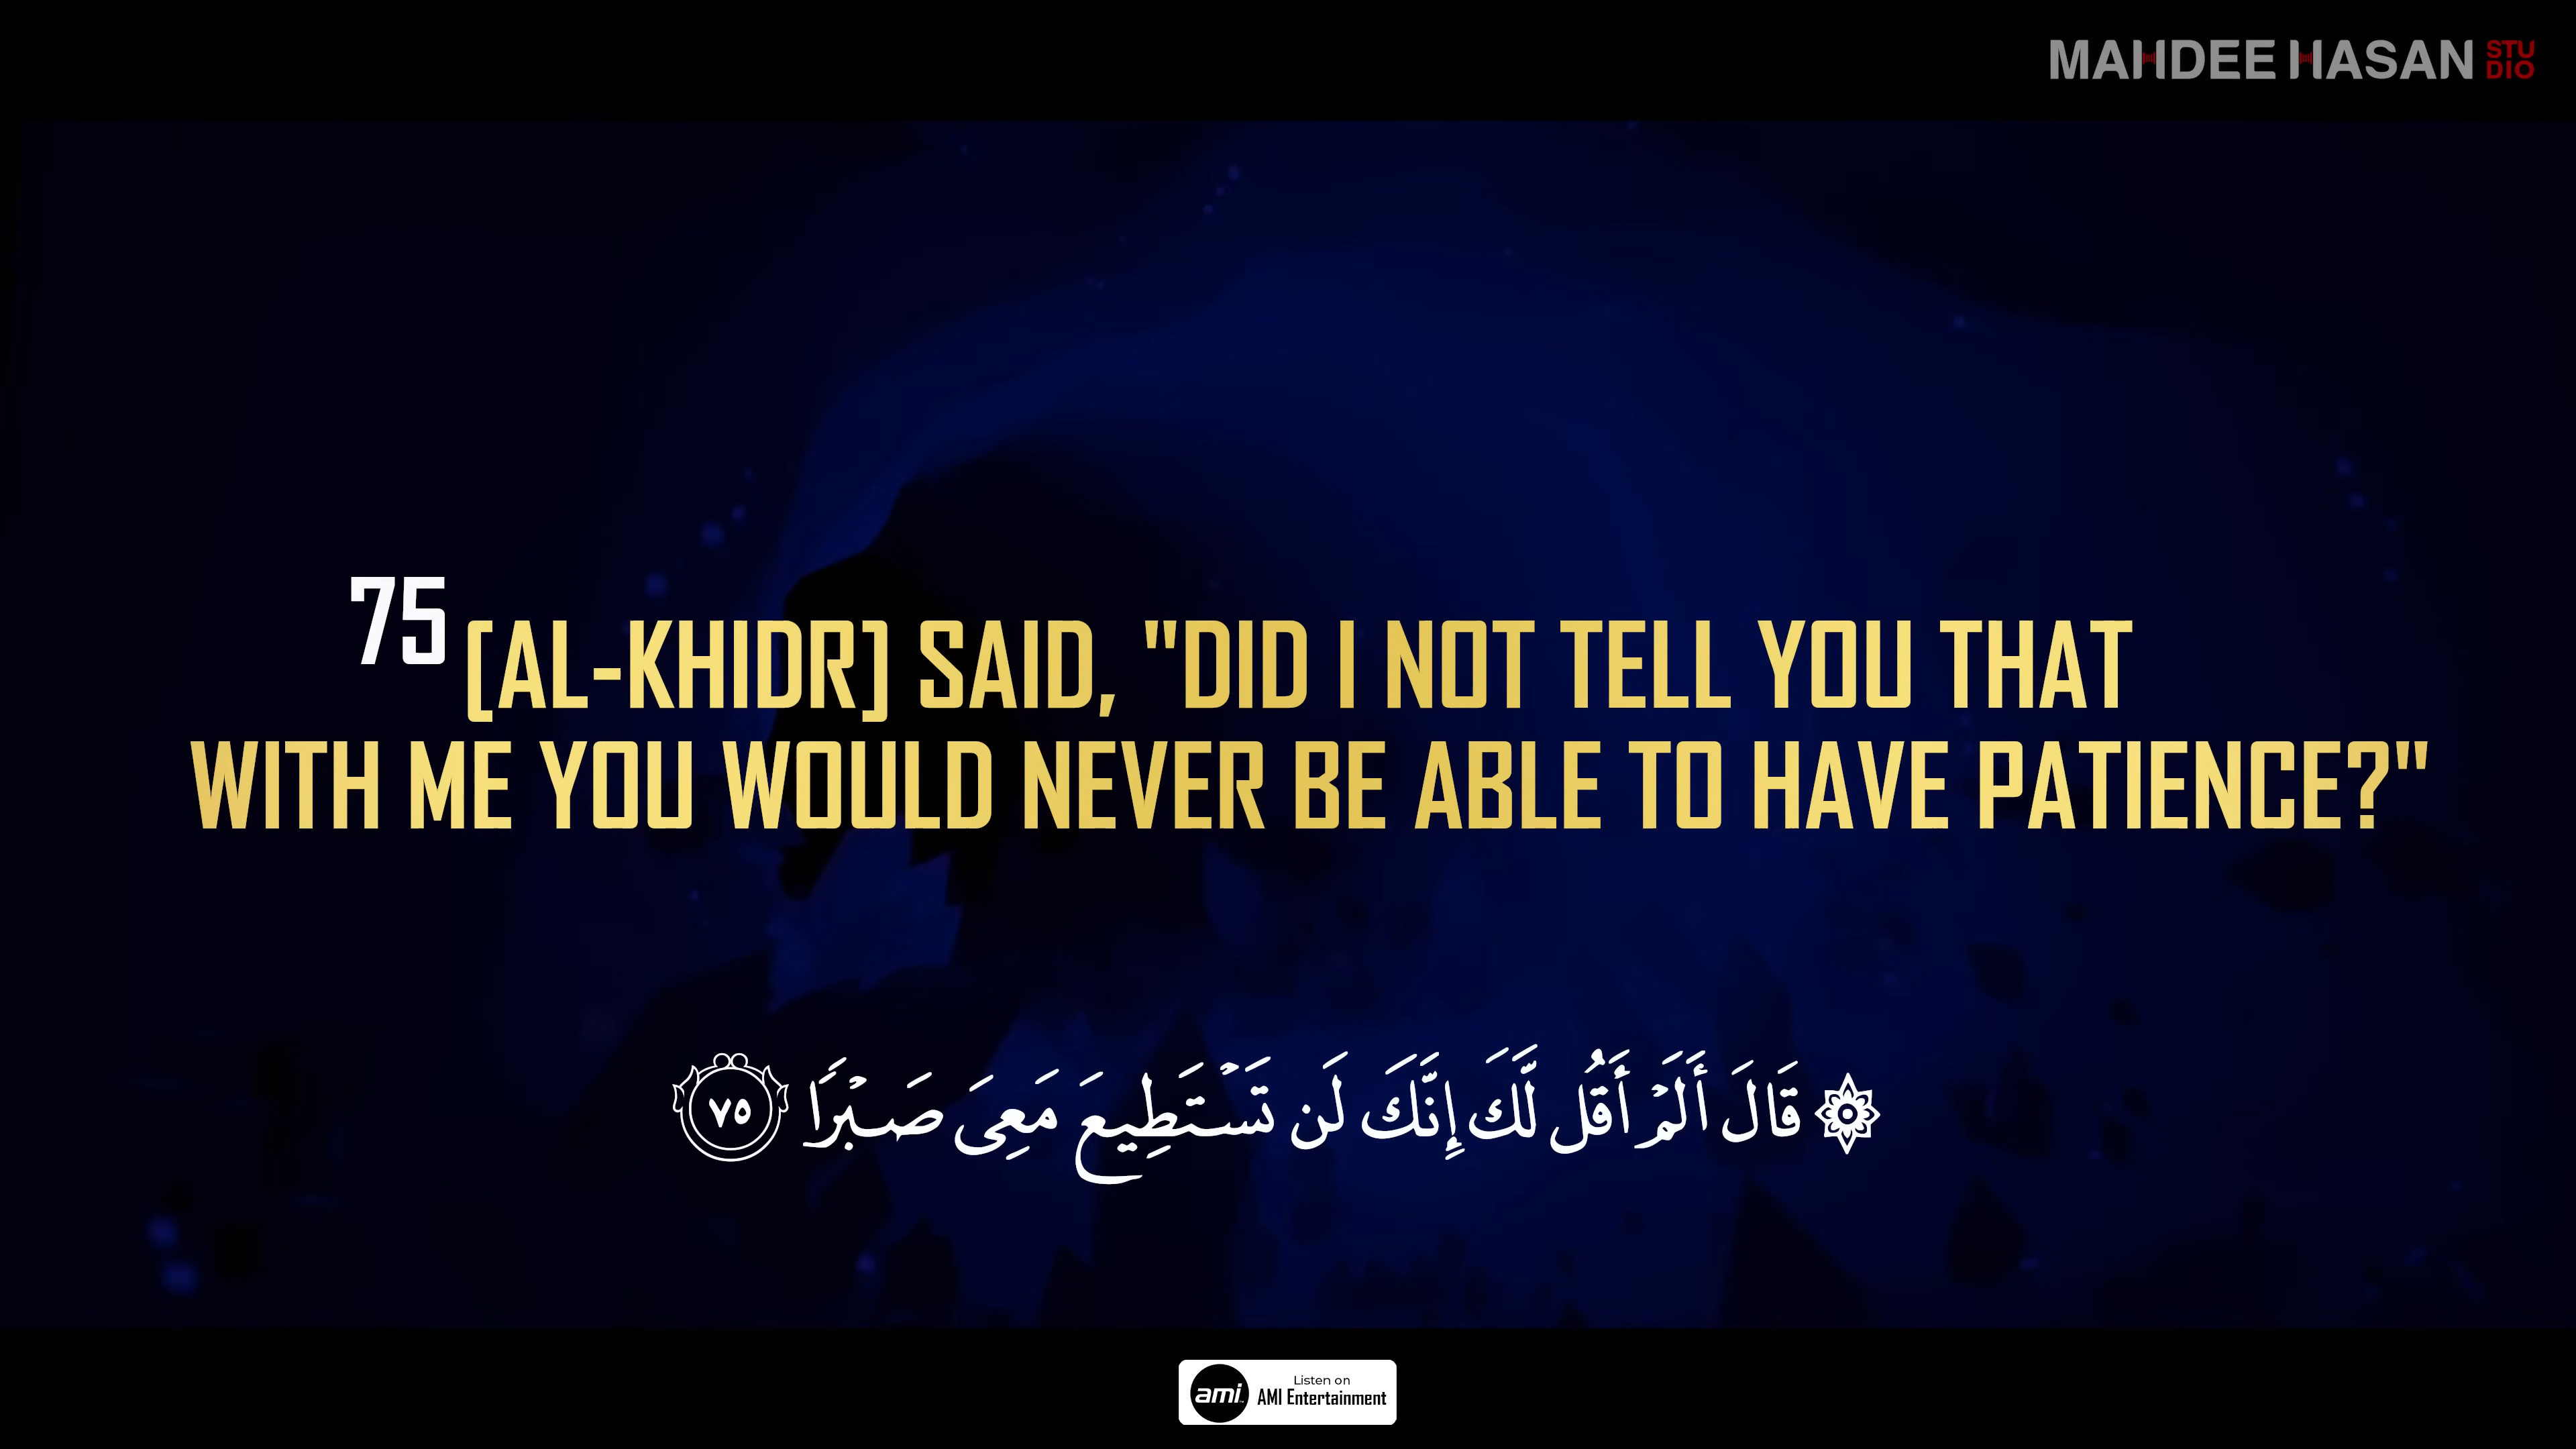 MAHDEE HASAN STUDIO
75 [AL-KHIDR] SAID, "DID I NOT TELL YOU THAT
WITH ME YOU WOULD NEVER BE ABLE TO HAVE PATIENCE?"
۞ قَالَ أَلَمْ أَقُل لَّكَ إِنَّكَ لَن تَسْتَطِيعَ مَعِىَ صَبْرًا ٧٥
ami
Listen on
AMI Entertainment